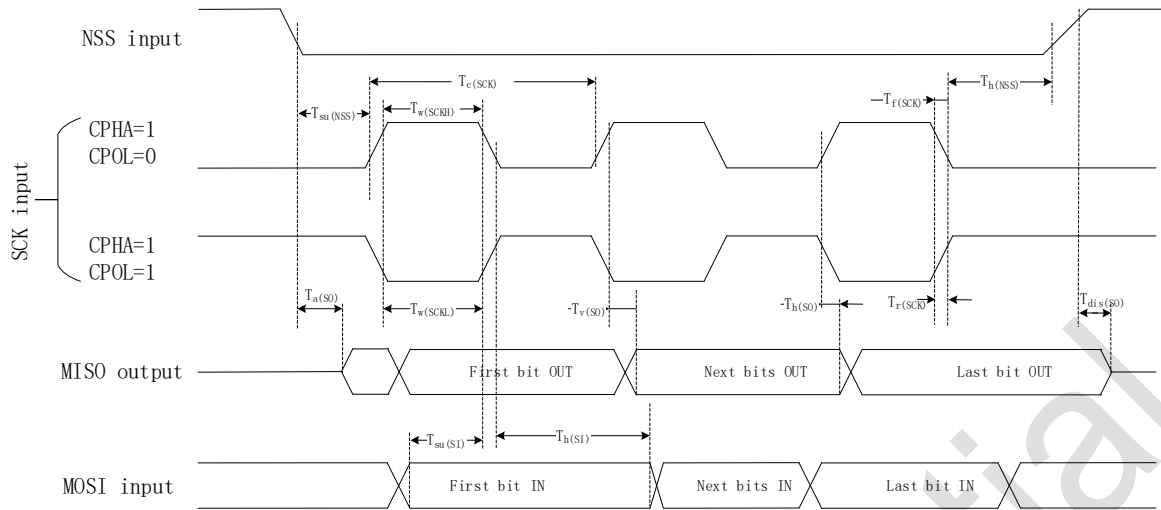 NSS input
Tc(SCK)
Th(NSS)
Tsu(NSS)
Tw(SCKH)
Tf(SCK)
SCK input
CPHA=1
CPOL=0
CPHA=1
CPOL=1
Ta(SO)
Tw(SCKL)
Tv(SO)
Th(SO)
Tr(SCK)
Tdis(SO)
MISO output
First bit OUT
Next bits OUT
Last bit OUT
Tsu(SI)
Th(SI)
MOSI input
First bit IN
Next bits IN
Last bit IN
tial